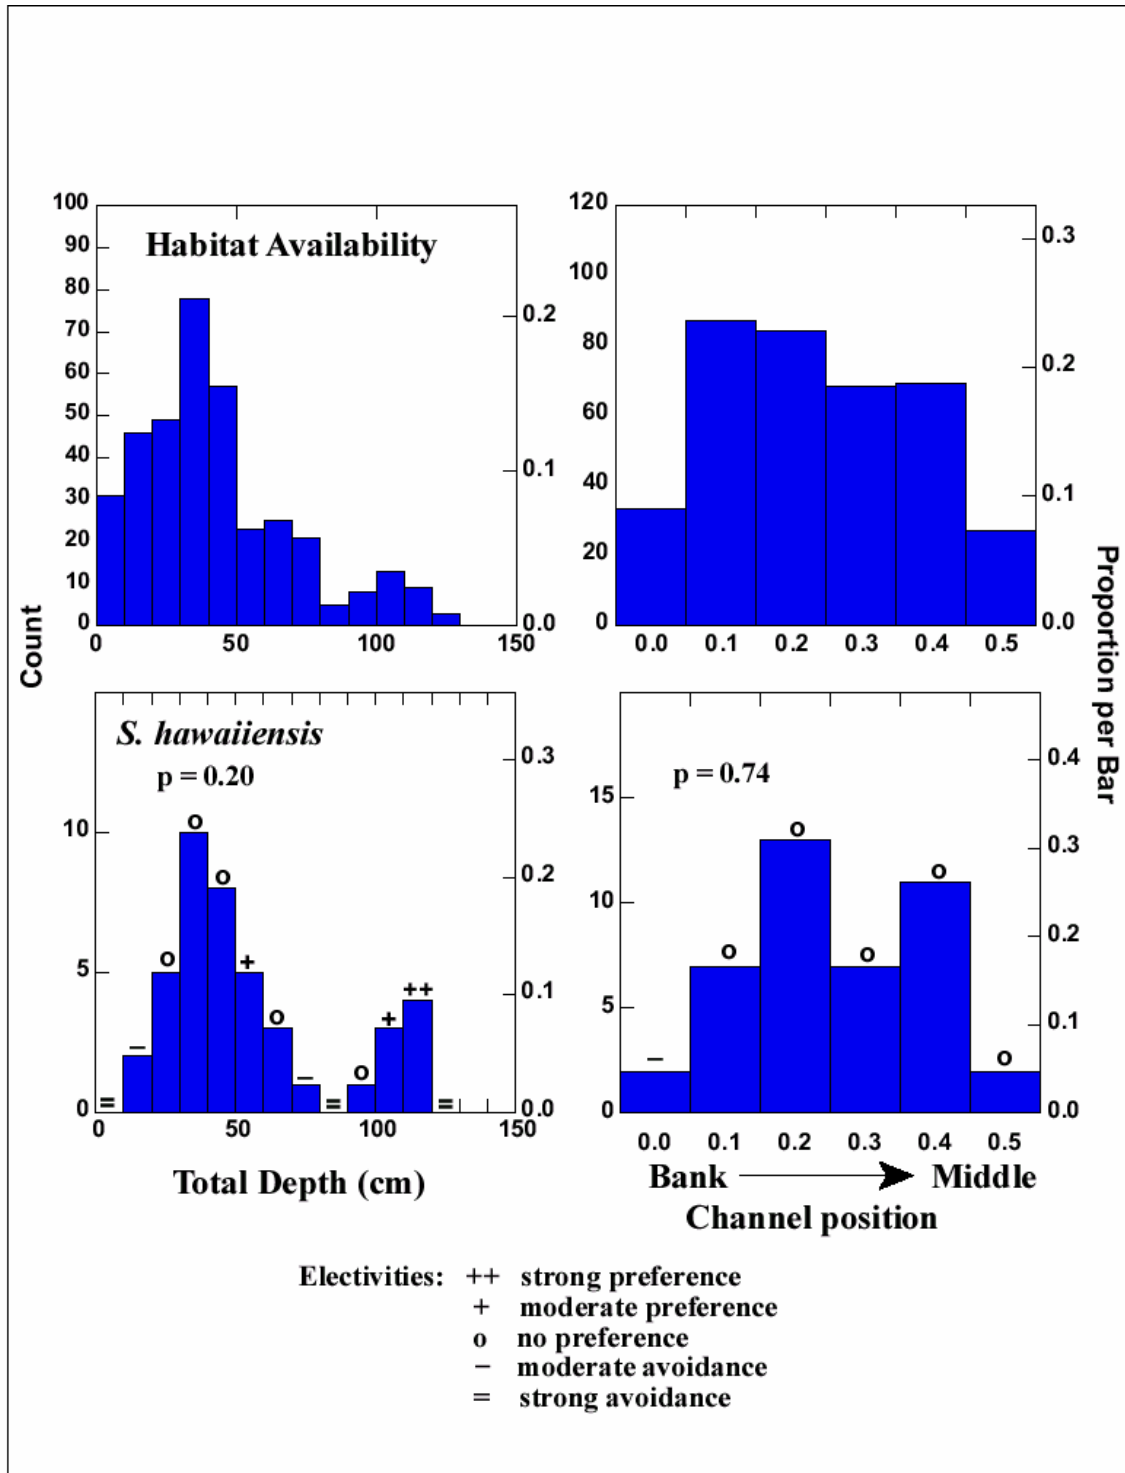 100
90
80
70
60
50
40
30
20
10
0
Habitat Availability
0.2
0.1
0.0
0 50 100 150
120
100
80
60
40
20
0
0.3
0.2
0.1
0.0
0.0 0.1 0.2 0.3 0.4 0.5
Count
Proportion per Bar
S. hawaiiensis
p = 0.20
10
5
0
o
o
o
+
o
o
+
++
–
–
=
=
=
0.3
0.2
0.1
0.0
0 50 100 150
Total Depth (cm)
p = 0.74
15
10
5
0
–
o
o
o
o
o
0.4
0.3
0.2
0.1
0.0
0.0 0.1 0.2 0.3 0.4 0.5
Bank Middle
Channel position
Electivities: ++ strong preference
+ moderate preference
o no preference
– moderate avoidance
= strong avoidance